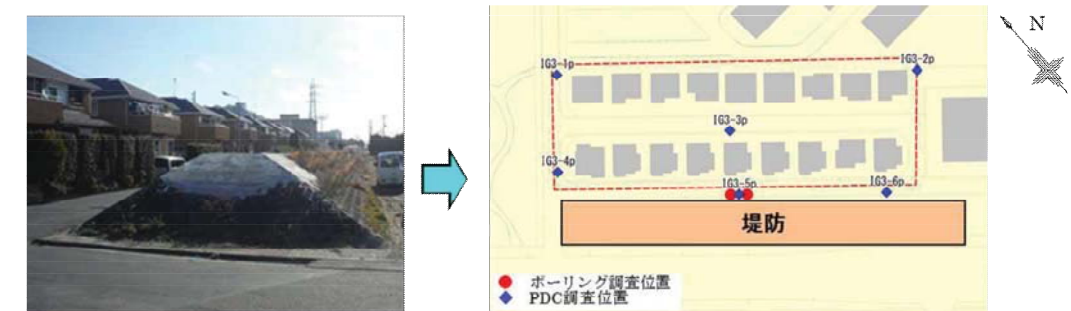 N
IG3-1p
IG3-2p
IG3-3p
IG3-4p
IG3-5p
IG3-6p
堤防
ボーリング調査位置
PDC調査位置